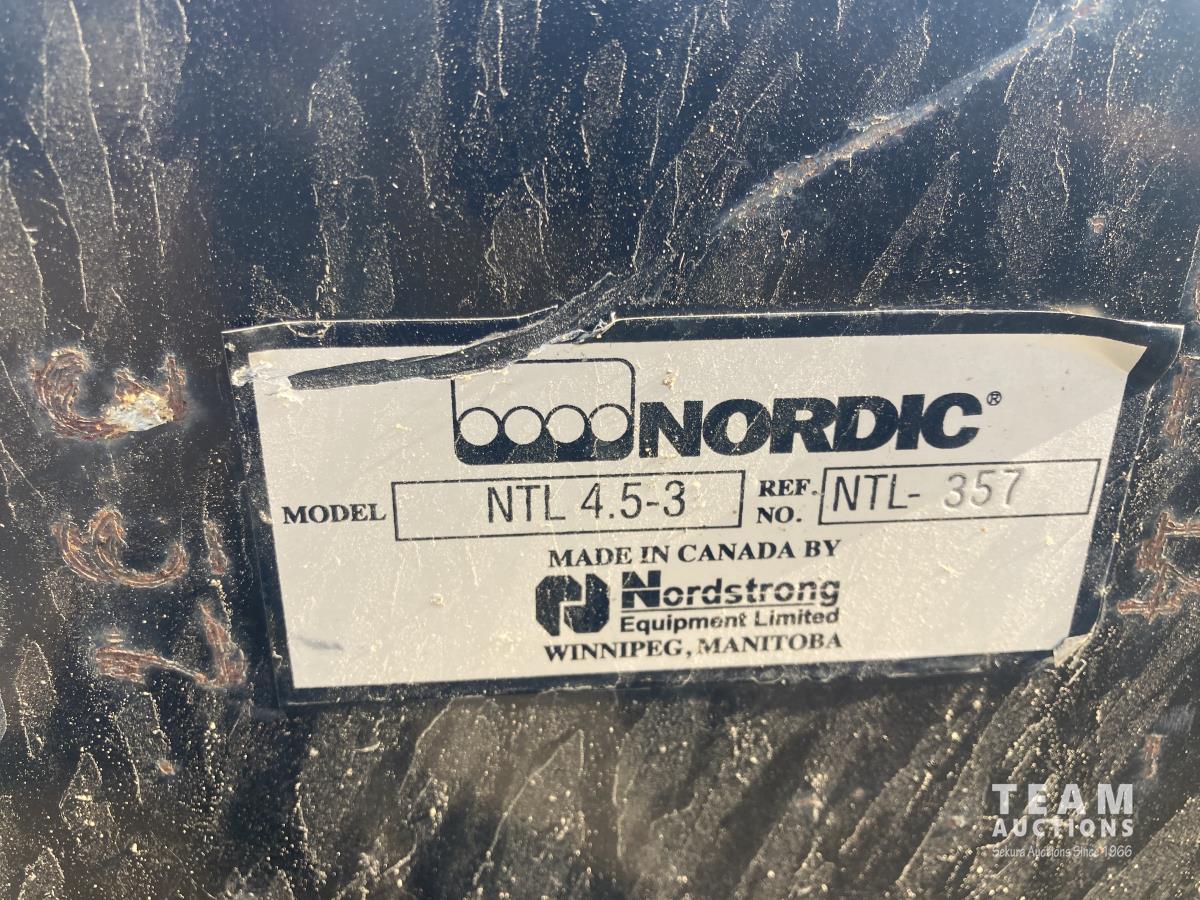 NORDIC®
MODEL NTL 4.5-3 REF. NO. NTL- 357
MADE IN CANADA BY
Nordstrong
Equipment Limited
WINNIPEG, MANITOBA
TEAM
AUCTIONS
Sekura Auctions Since 1966